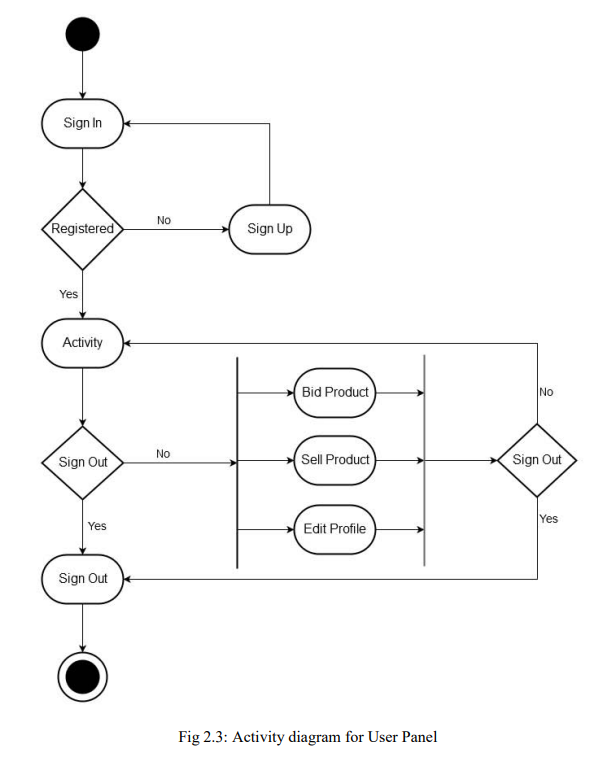 Sign In
Registered
No
Sign Up
Yes
Activity
Bid Product
No
Sign Out
No
Sell Product
Sign Out
Yes
Edit Profile
Yes
Sign Out
Fig 2.3: Activity diagram for User Panel